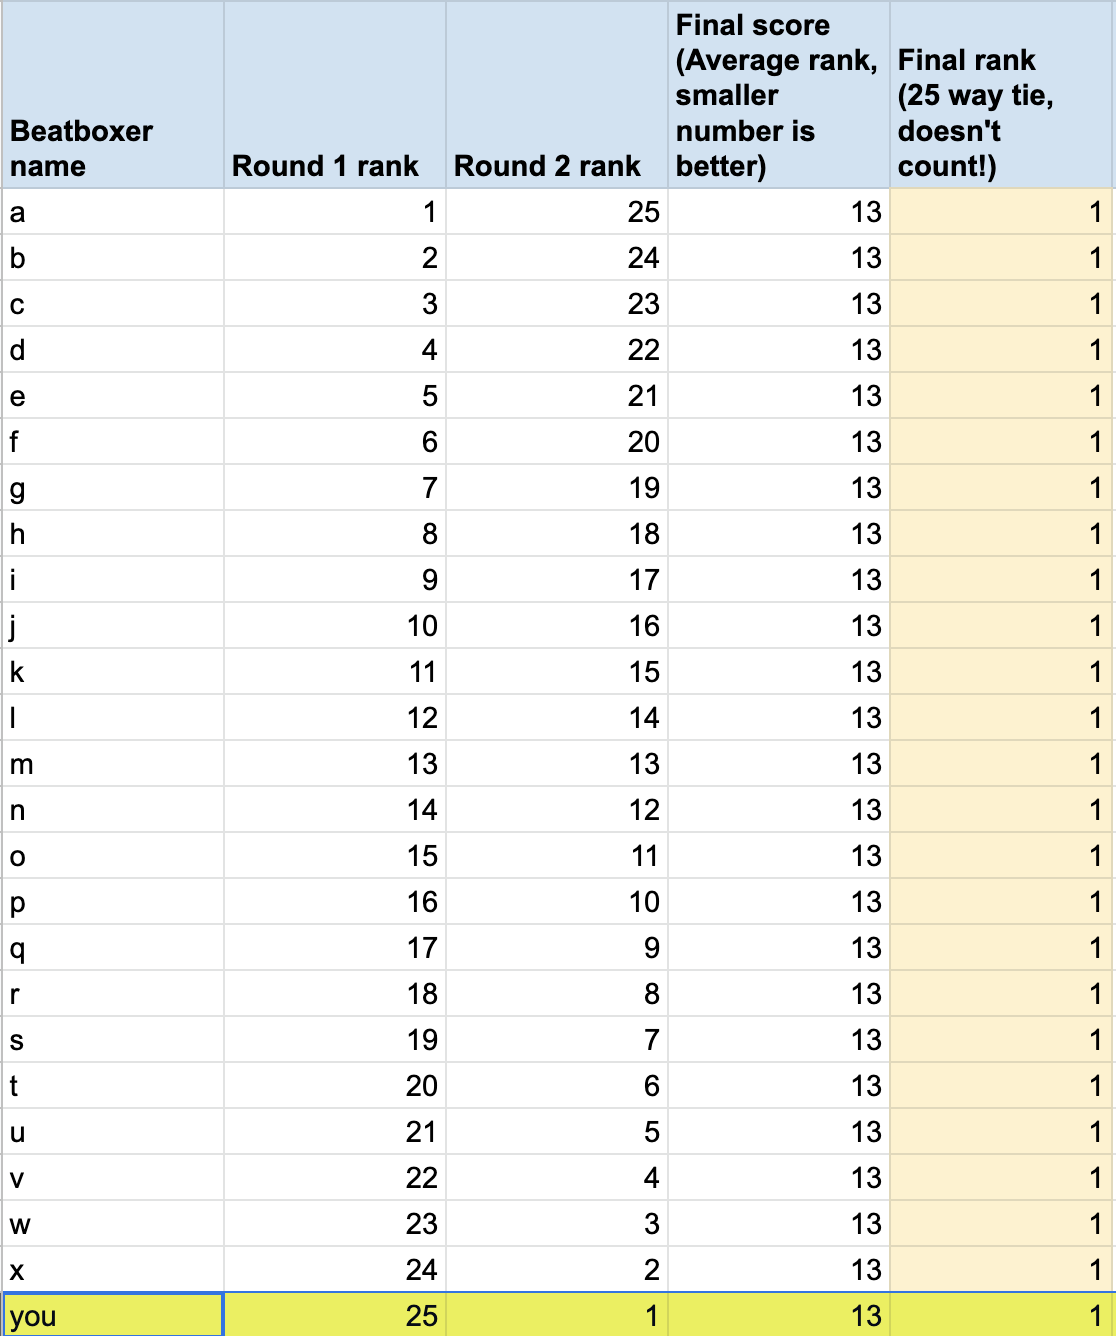 Beatboxer name Round 1 rank Round 2 rank Final score (Average rank, smaller number is better) Final rank (25 way tie, doesn't count!)
a 1 25 13 1
b 2 24 13 1
c 3 23 13 1
d 4 22 13 1
e 5 21 13 1
f 6 20 13 1
g 7 19 13 1
h 8 18 13 1
i 9 17 13 1
j 10 16 13 1
k 11 15 13 1
l 12 14 13 1
m 13 13 13 1
n 14 12 13 1
o 15 11 13 1
p 16 10 13 1
q 17 9 13 1
r 18 8 13 1
s 19 7 13 1
t 20 6 13 1
u 21 5 13 1
v 22 4 13 1
w 23 3 13 1
x 24 2 13 1
you 25 1 13 1